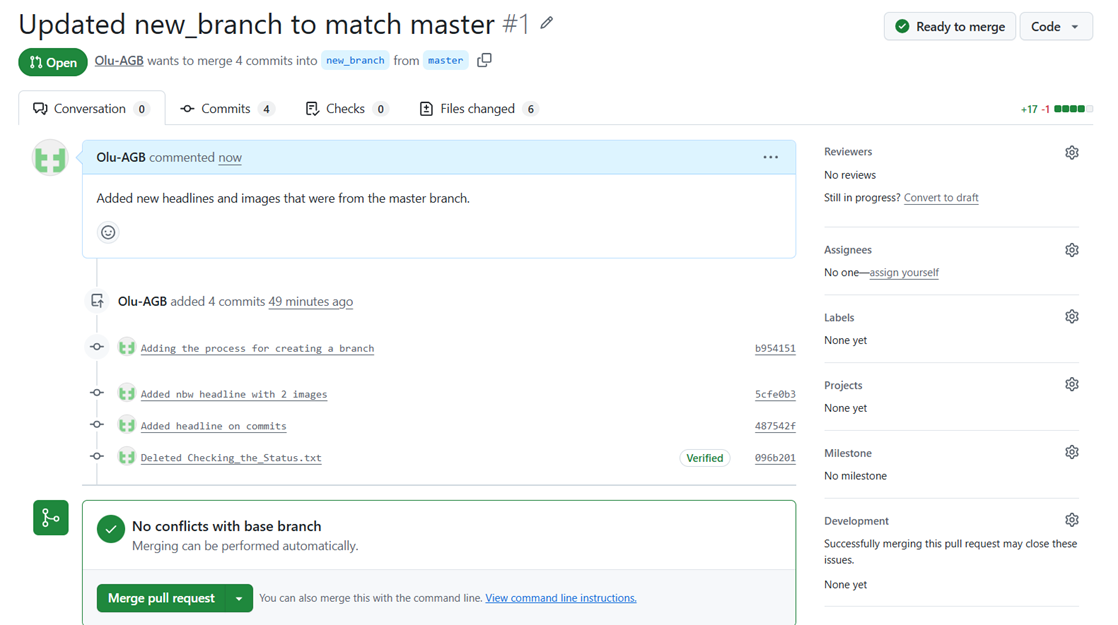 Updated new_branch to match master #1
Ready to merge
Code
Open
Olu-AGB wants to merge 4 commits into new_branch from master
Conversation 0
Commits 4
Checks 0
Files changed 6
+17 -1
Olu-AGB commented now
Added new headlines and images that were from the master branch.
Olu-AGB added 4 commits 49 minutes ago
Adding the process for creating a branch b954151
Added nbw headline with 2 images 5cfe0b3
Added headline on commits 487542f
Deleted Checking_the_Status.txt Verified 096b201
No conflicts with base branch
Merging can be performed automatically.
Merge pull request
You can also merge this with the command line. View command line instructions.
Reviewers
No reviews
Still in progress? Convert to draft
Assignees
No one—assign yourself
Labels
None yet
Projects
None yet
Milestone
No milestone
Development
Successfully merging this pull request may close these
issues.
None yet